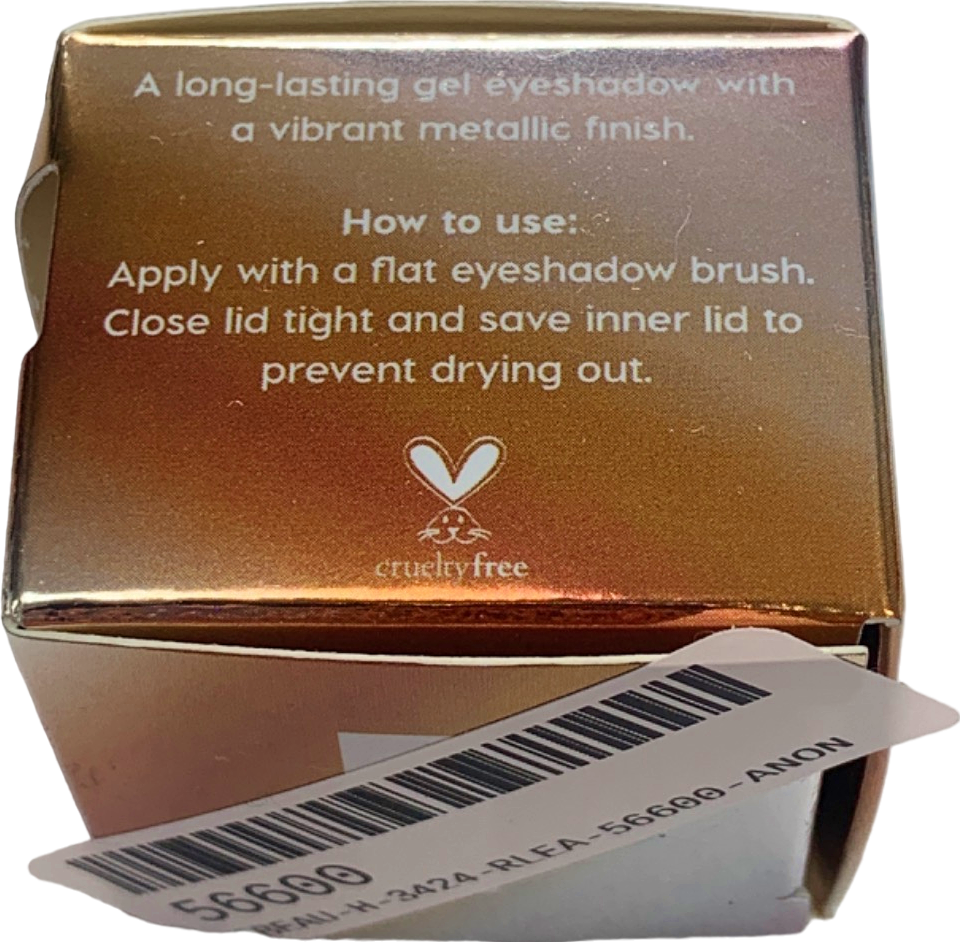 A long-lasting gel eyeshadow with
a vibrant metallic finish.
How to use:
Apply with a flat eyeshadow brush.
Close lid tight and save inner lid to
prevent drying out.
crueltyfree
56600
BEAU-H-3424-RLEA-56600-ANON